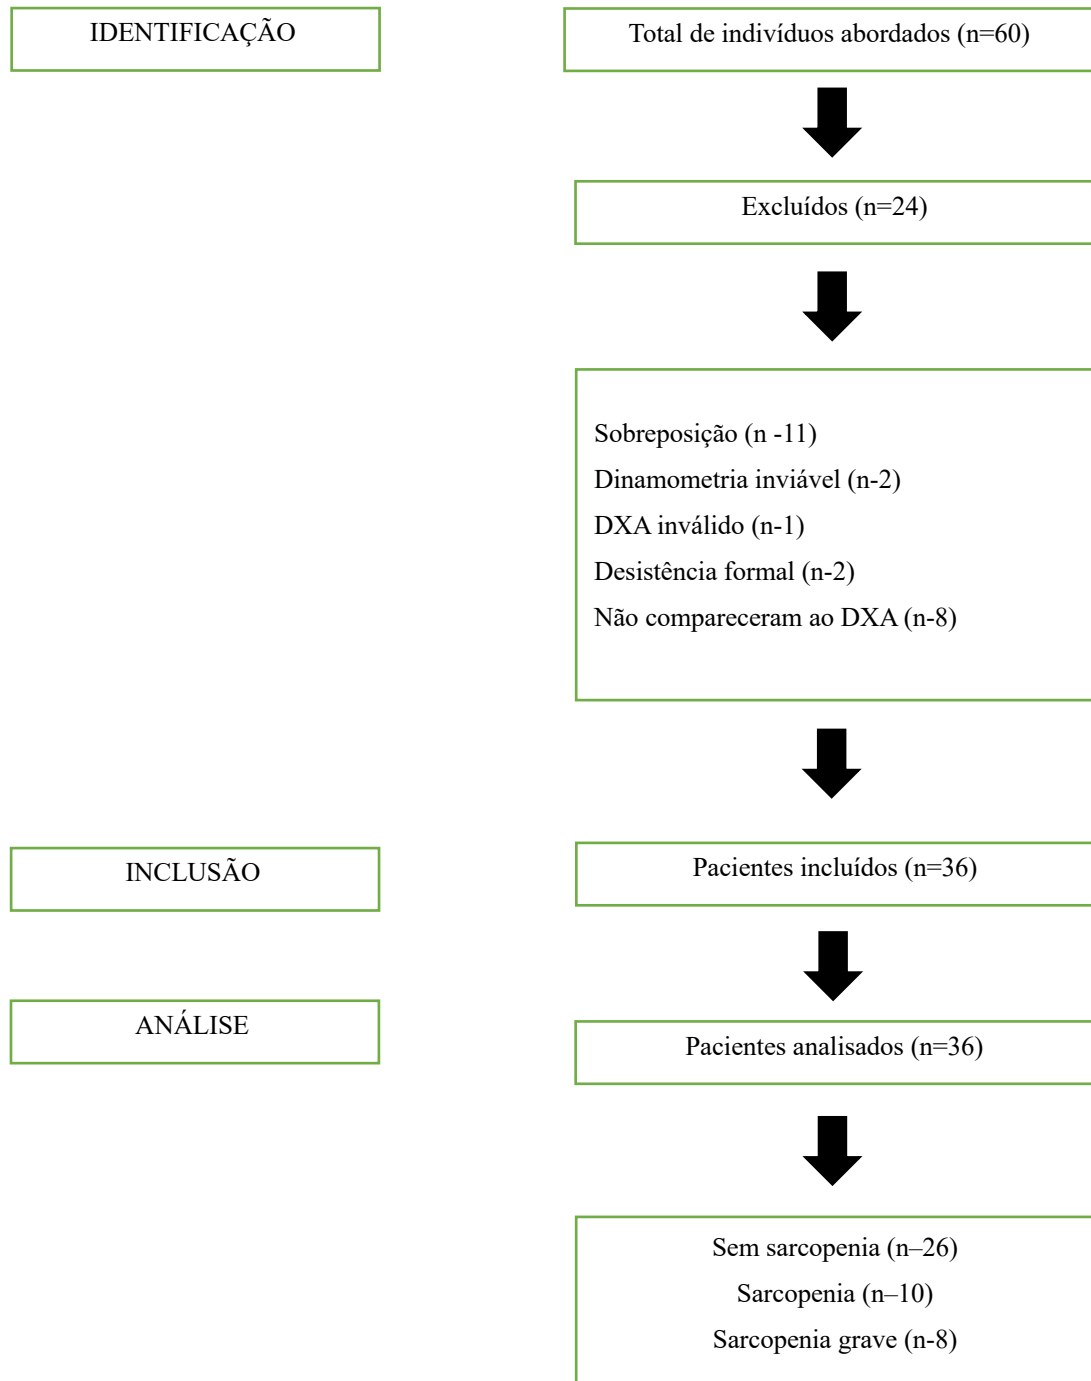 IDENTIFICAÇÃO
Total de indivíduos abordados (n=60)
Excluídos (n=24)
Sobreposição (n -11)
Dinamometria inviável (n-2)
DXA inválido (n-1)
Desistência formal (n-2)
Não compareceram ao DXA (n-8)
INCLUSÃO
Pacientes incluídos (n=36)
ANÁLISE
Pacientes analisados (n=36)
Sem sarcopenia (n–26)
Sarcopenia (n–10)
Sarcopenia grave (n-8)